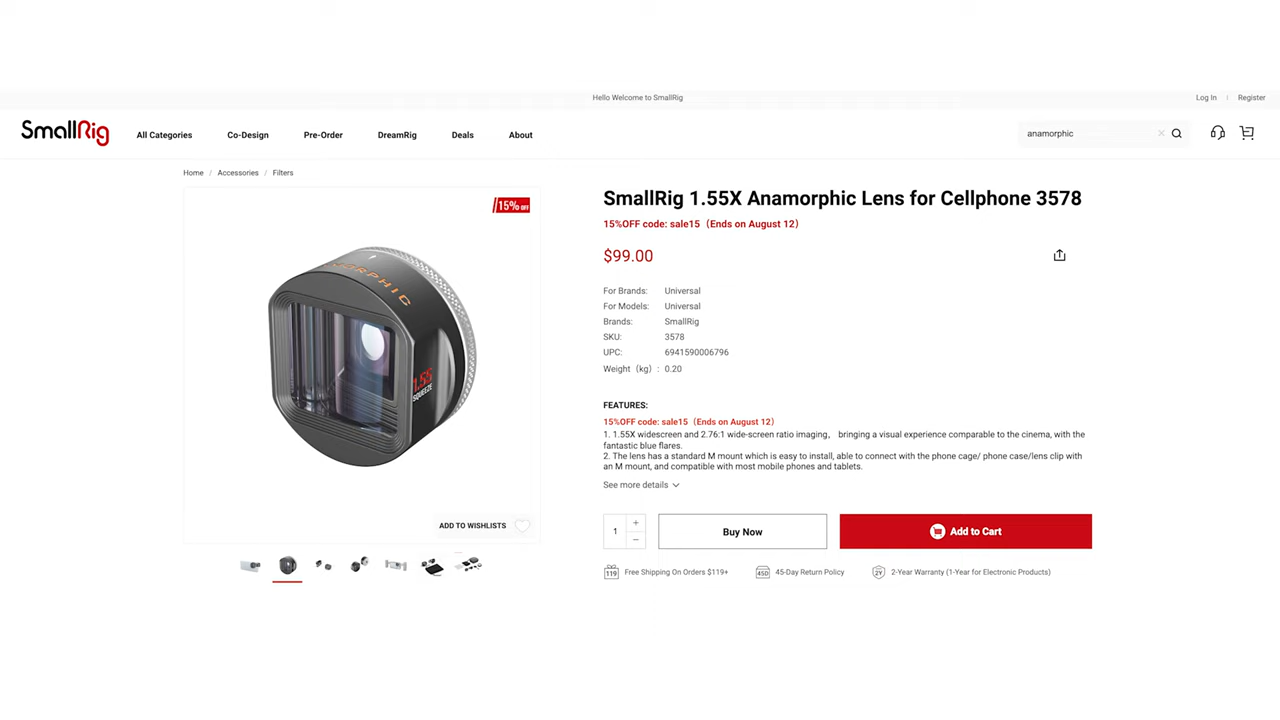 Hello Welcome to SmallRig
Log In
Register
SmallRig
All Categories
Co-Design
Pre-Order
DreamRig
Deals
About
anamorphic
Home / Accessories / Filters
15% OFF
MORPHIC
1.55
SQUEEZE
ADD TO WISHLISTS
SmallRig 1.55X Anamorphic Lens for Cellphone 3578
15%OFF code: sale15（Ends on August 12）
$99.00
For Brands: Universal
For Models: Universal
Brands: SmallRig
SKU: 3578
UPC: 6941590006796
Weight（kg）: 0.20
FEATURES:
15%OFF code: sale15（Ends on August 12）
1. 1.55X widescreen and 2.76:1 wide-screen ratio imaging， bringing a visual experience comparable to the cinema, with the
fantastic blue flares.
2. The lens has a standard M mount which is easy to install, able to connect with the phone cage/ phone case/lens clip with
an M mount, and compatible with most mobile phones and tablets.
See more details
1
+
−
Buy Now
Add to Cart
119
Free Shipping On Orders $119+
45D
45-Day Return Policy
2Y
2-Year Warranty (1-Year for Electronic Products)